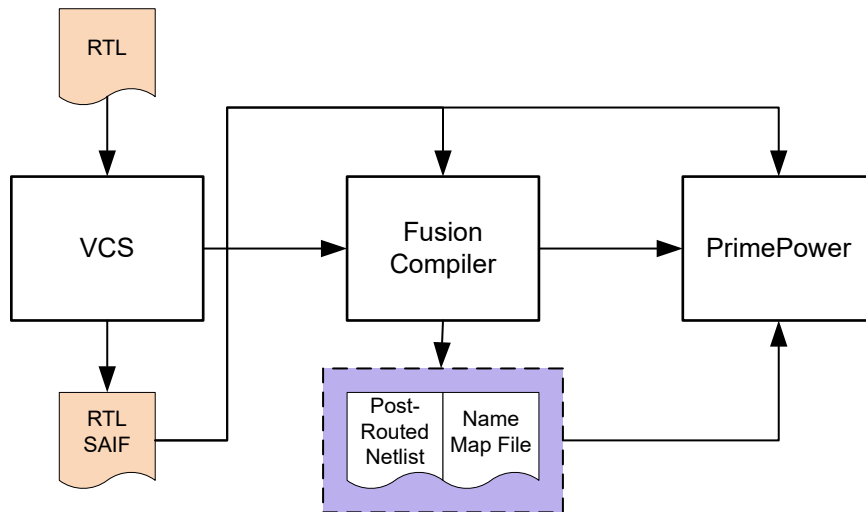 RTL
VCS
Fusion
Compiler
PrimePower
RTL
SAIF
Post-
Routed
Netlist
Name
Map File